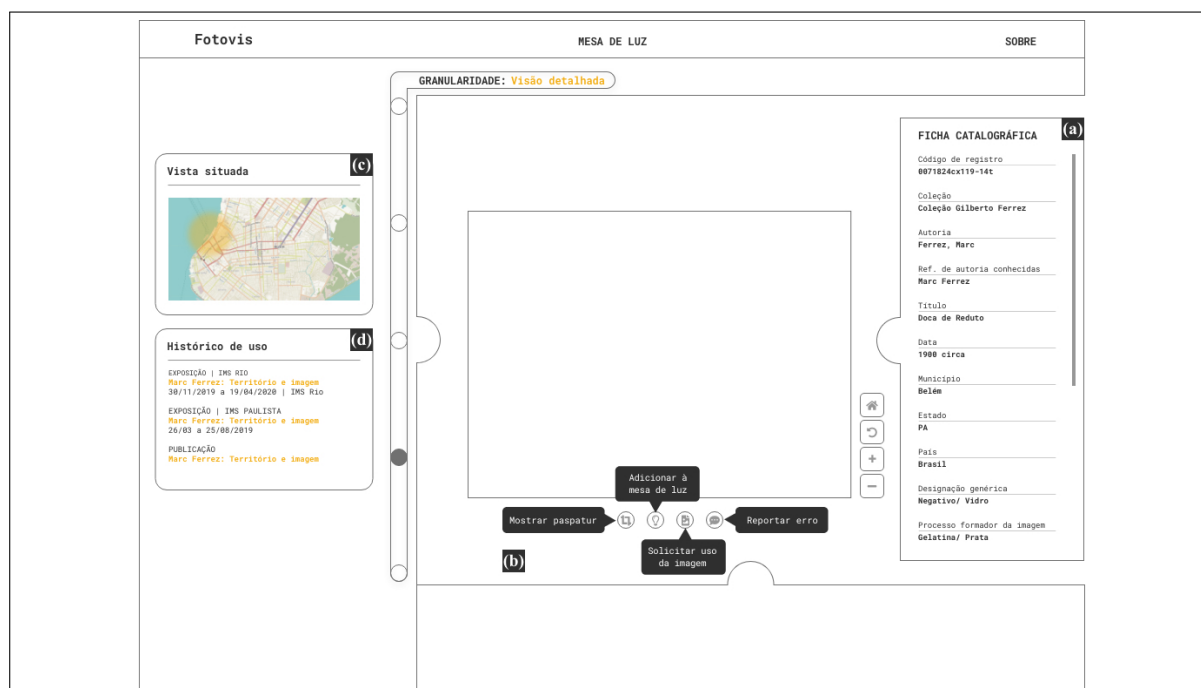 Fotovis
MESA DE LUZ
SOBRE
GRANULARIDADE: Visão detalhada
(c)
Vista situada
(d)
Histórico de uso
EXPOSIÇÃO | IMS RIO
Marc Ferrez: Território e imagem
30/11/2019 a 19/04/2020 | IMS Rio
EXPOSIÇÃO | IMS PAULISTA
Marc Ferrez: Território e imagem
26/03 a 25/08/2019
PUBLICAÇÃO
Marc Ferrez: Território e imagem
Adicionar à
mesa de luz
Mostrar paspatur
Reportar erro
Solicitar uso
da imagem
(b)
(a)
FICHA CATALOGRÁFICA
Código de registro
0071824cx119-14t
Coleção
Coleção Gilberto Ferrez
Autoria
Ferrez, Marc
Ref. de autoria conhecidas
Marc Ferrez
Título
Doca de Reduto
Data
1900 circa
Município
Belém
Estado
PA
País
Brasil
Designação genérica
Negativo/ Vidro
Processo formador da imagem
Gelatina/ Prata